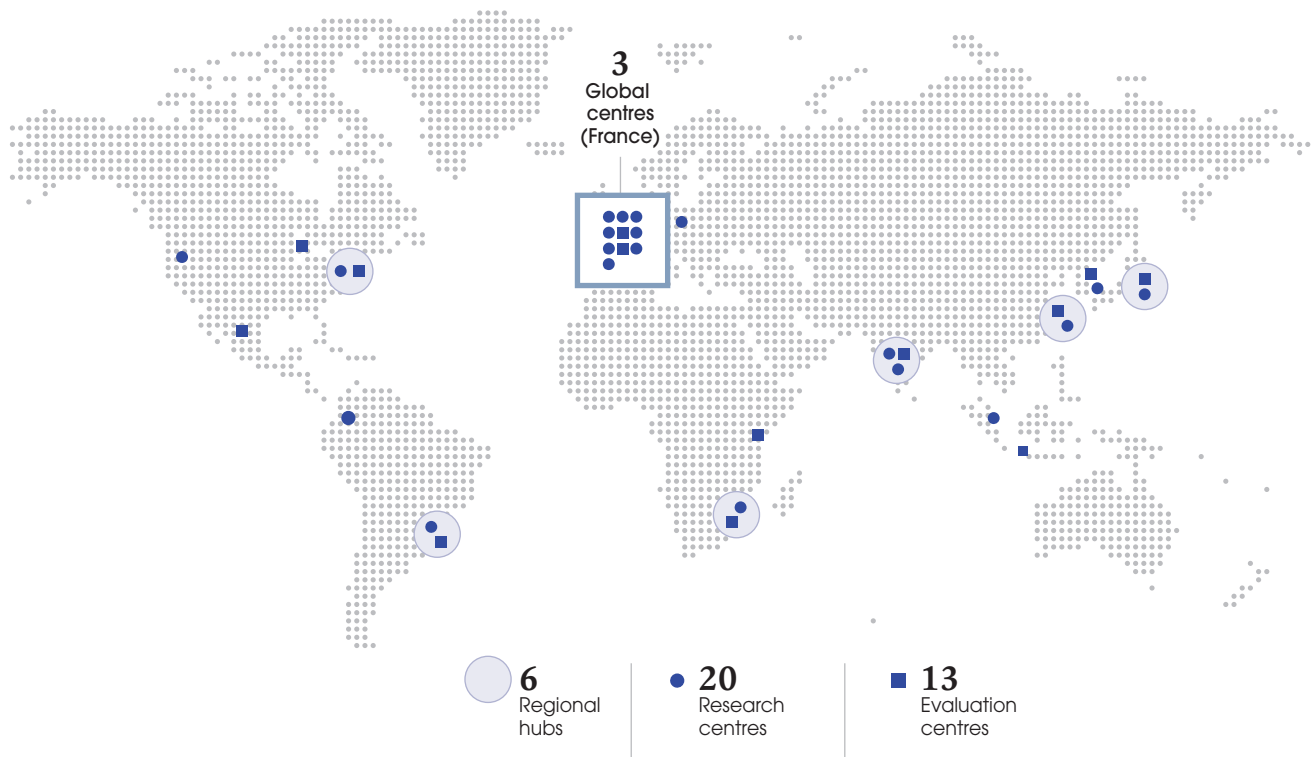 3
Global
centres
(France)
6
Regional
hubs
20
Research
centres
13
Evaluation
centres